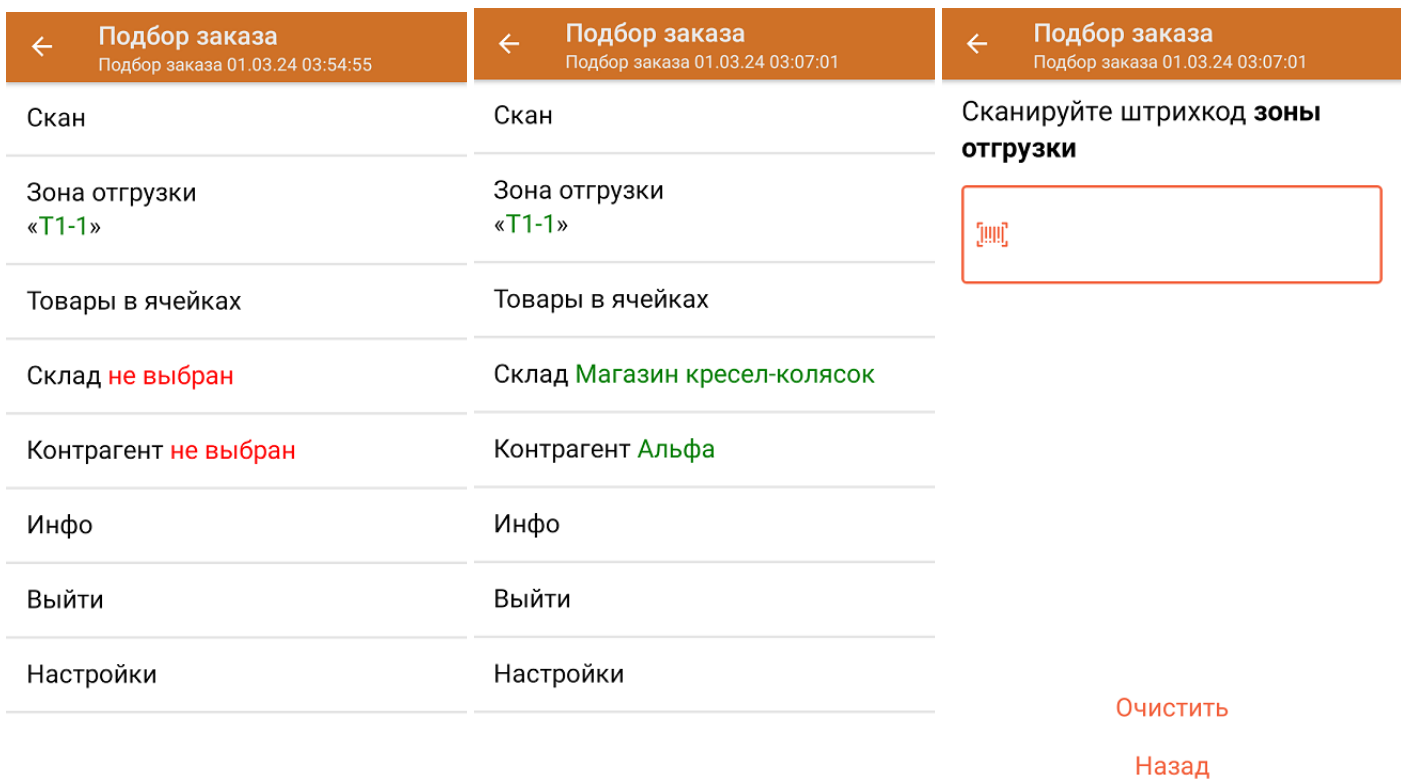 Подбор заказа
Подбор заказа 01.03.24 03:54:55
Скан
Зона отгрузки
«Т1-1»
Товары в ячейках
Склад не выбран
Контрагент не выбран
Инфо
Выйти
Настройки
Подбор заказа
Подбор заказа 01.03.24 03:07:01
Скан
Зона отгрузки
«Т1-1»
Товары в ячейках
Склад Магазин кресел-колясок
Контрагент Альфа
Инфо
Выйти
Настройки
Подбор заказа
Подбор заказа 01.03.24 03:07:01
Сканируйте штрихкод зоны
отгрузки
Очистить
Назад